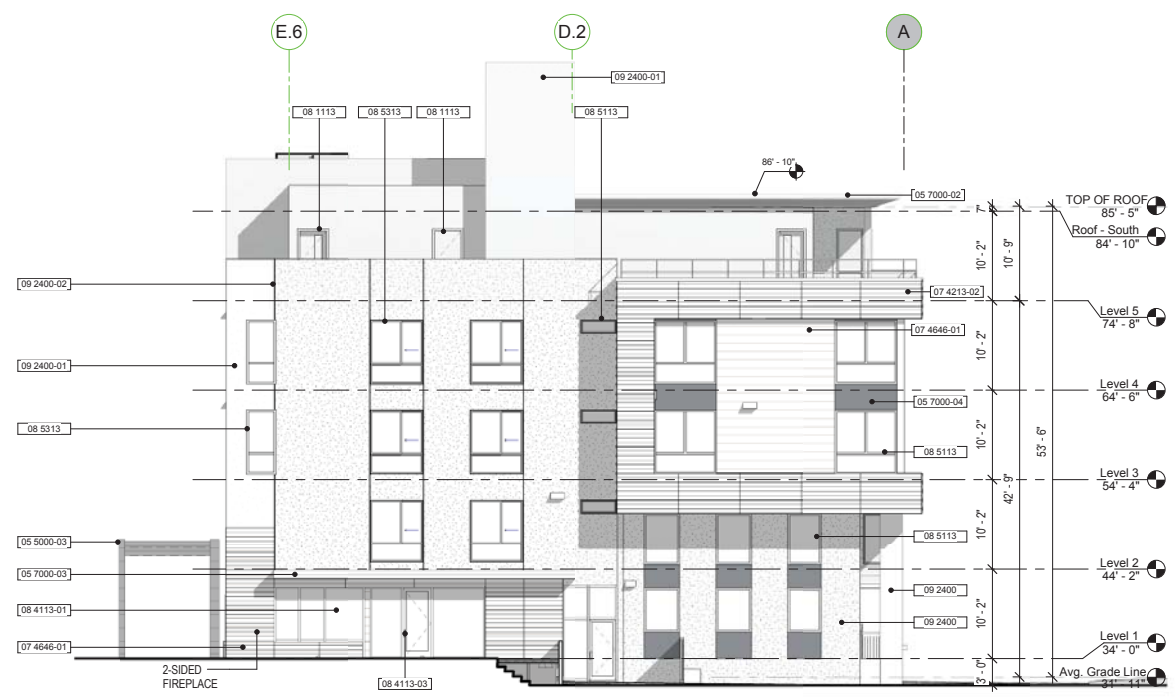 E.6
D.2
A
09 2400-01
08 1113
08 5313
08 1113
08 5113
86' - 10"
05 7000-02
TOP OF ROOF
85' - 5"
Roof - South
84' - 10"
7"
10' - 2"
10' - 9"
09 2400-02
07 4213-02
Level 5
74' - 8"
07 4646-01
10' - 2"
09 2400-01
Level 4
64' - 6"
05 7000-04
08 5313
10' - 2"
53' - 6"
08 5113
Level 3
54' - 4"
42' - 9"
10' - 2"
05 5000-03
08 5113
05 7000-03
Level 2
44' - 2"
09 2400
08 4113-01
09 2400
10' - 2"
07 4646-01
Level 1
34' - 0"
2-SIDED
FIREPLACE
08 4113-03
3' - 0"
Avg. Grade Line
31' - 11"